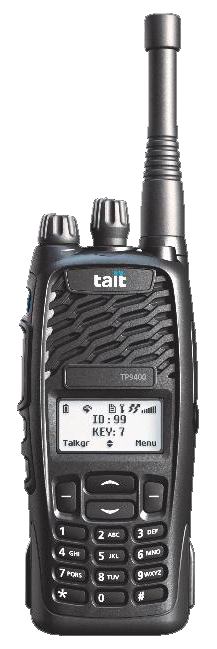 tait
TP9400
ID:99
KEY:7
Talkgr Menu
1 2 ABC 3 DEF
4 GHI 5 JKL 6 MNO
7 PQRS 8 TUV 9 WXYZ
* 0 #